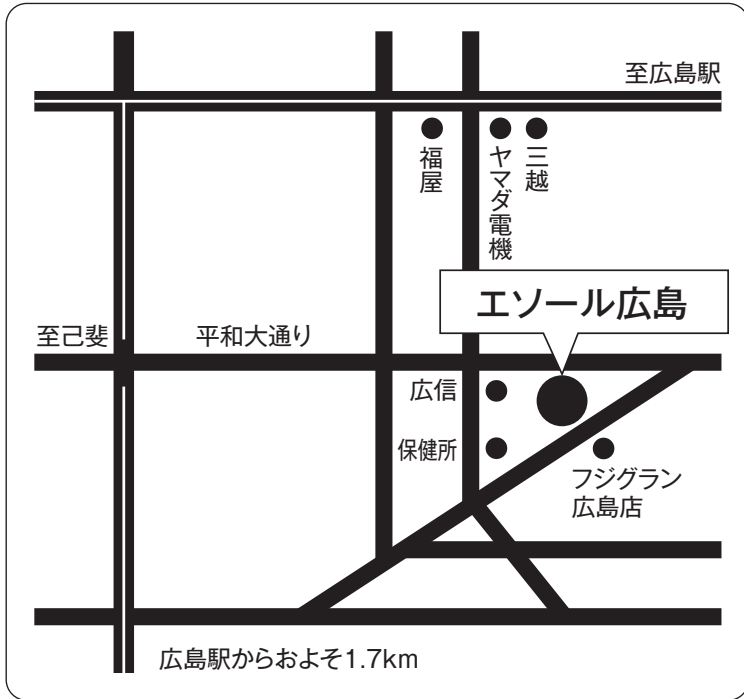 至広島駅
福屋
ヤマダ電機
三越
エソール広島
至己斐
平和大通り
広信
保健所
フジグラン
広島店
広島駅からおよそ1.7km